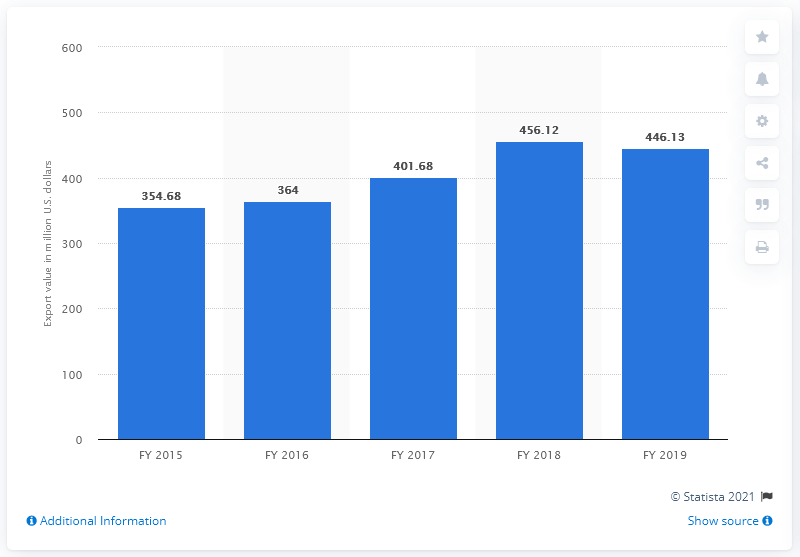 600
500
400
300
200
100
0
Export value in million U.S. dollars
354.68
364
401.68
456.12
446.13
FY 2015
FY 2016
FY 2017
FY 2018
FY 2019
© Statista 2021
Additional Information
Show source